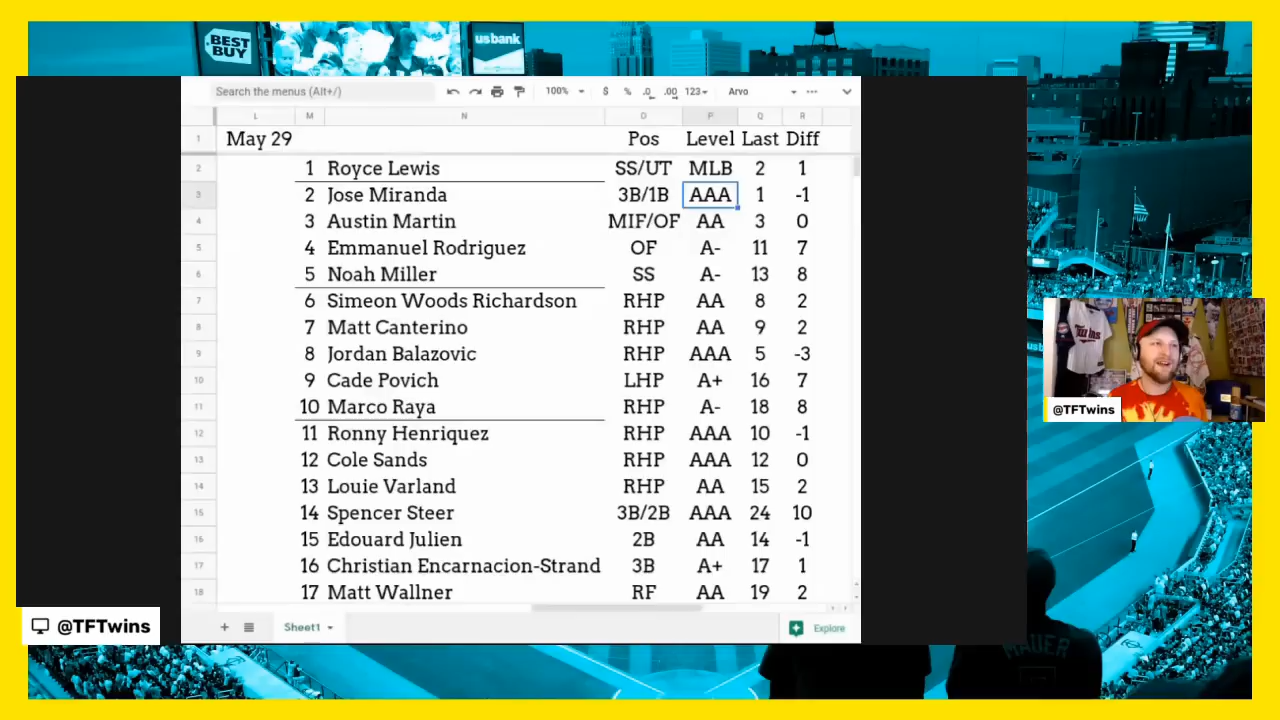 BEST BUY
us bank
Search the menus (Alt+/)
100% $ % .0 .00 123 Arvo
L M N O P Q R
1 May 29 Pos Level Last Diff
2 1 Royce Lewis SS/UT MLB 2 1
3 2 Jose Miranda 3B/1B AAA 1 -1
4 3 Austin Martin MIF/OF AA 3 0
5 4 Emmanuel Rodriguez OF A- 11 7
6 5 Noah Miller SS A- 13 8
7 6 Simeon Woods Richardson RHP AA 8 2
8 7 Matt Canterino RHP AA 9 2
9 8 Jordan Balazovic RHP AAA 5 -3
10 9 Cade Povich LHP A+ 16 7
11 10 Marco Raya RHP A- 18 8
12 11 Ronny Henriquez RHP AAA 10 -1
13 12 Cole Sands RHP AAA 12 0
14 13 Louie Varland RHP AA 15 2
15 14 Spencer Steer 3B/2B AAA 24 10
16 15 Edouard Julien 2B AA 14 -1
17 16 Christian Encarnacion-Strand 3B A+ 17 1
18 17 Matt Wallner RF AA 19 2
Sheet1
Explore
@TFTwins
@TFTwins
MAUER